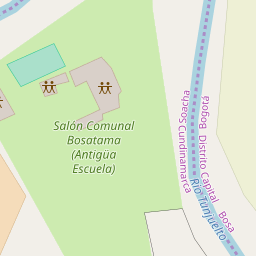 Salón Comunal
Bosatama
(Antigüa
Escuela)
Bogotá
Distrito Capital
Bosa
Soacha
Cundinamarca
Río Tunjuelito